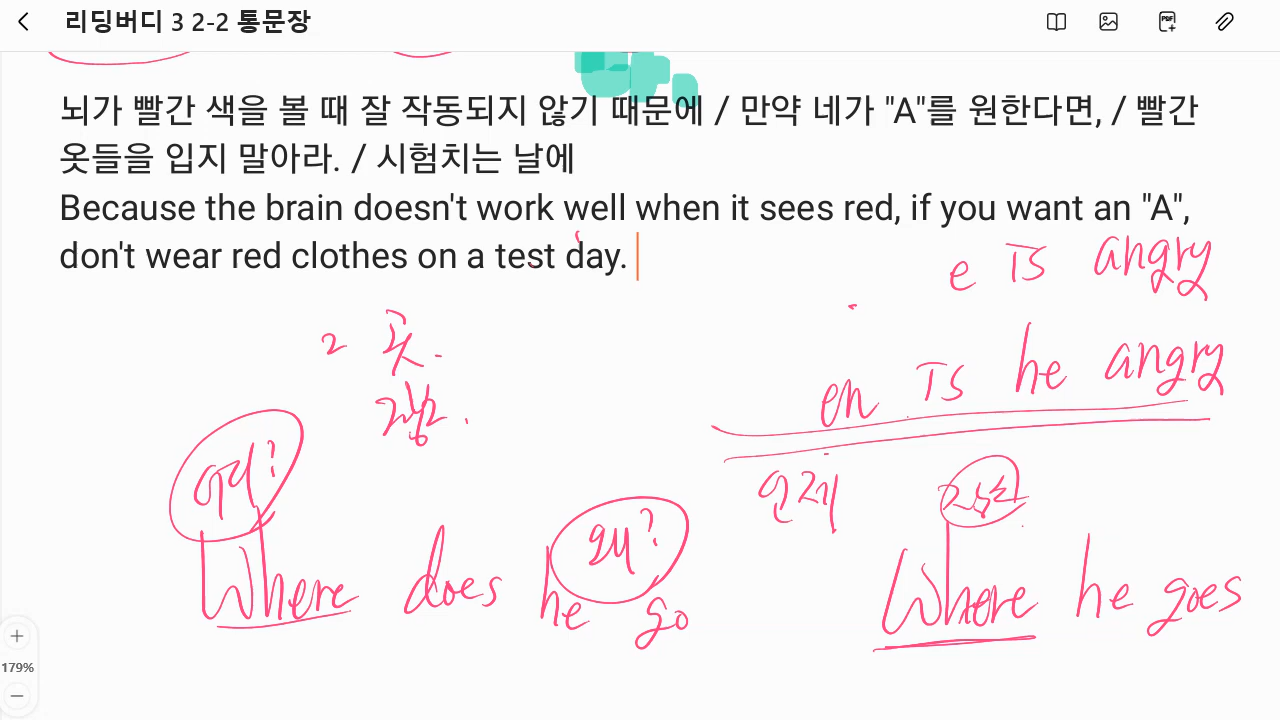 리딩버디 3 2-2 통문장
뇌가 빨간 색을 볼 때 잘 작동되지 않기 때문에 / 만약 네가 "A"를 원한다면, / 빨간
옷들을 입지 말아라. / 시험치는 날에
Because the brain doesn't work well when it sees red, if you want an "A",
don't wear red clothes on a test day.
e is angry
2 곳.
en is he angry
어디?
언제
왜?
Where does he go
Where he goes
179%